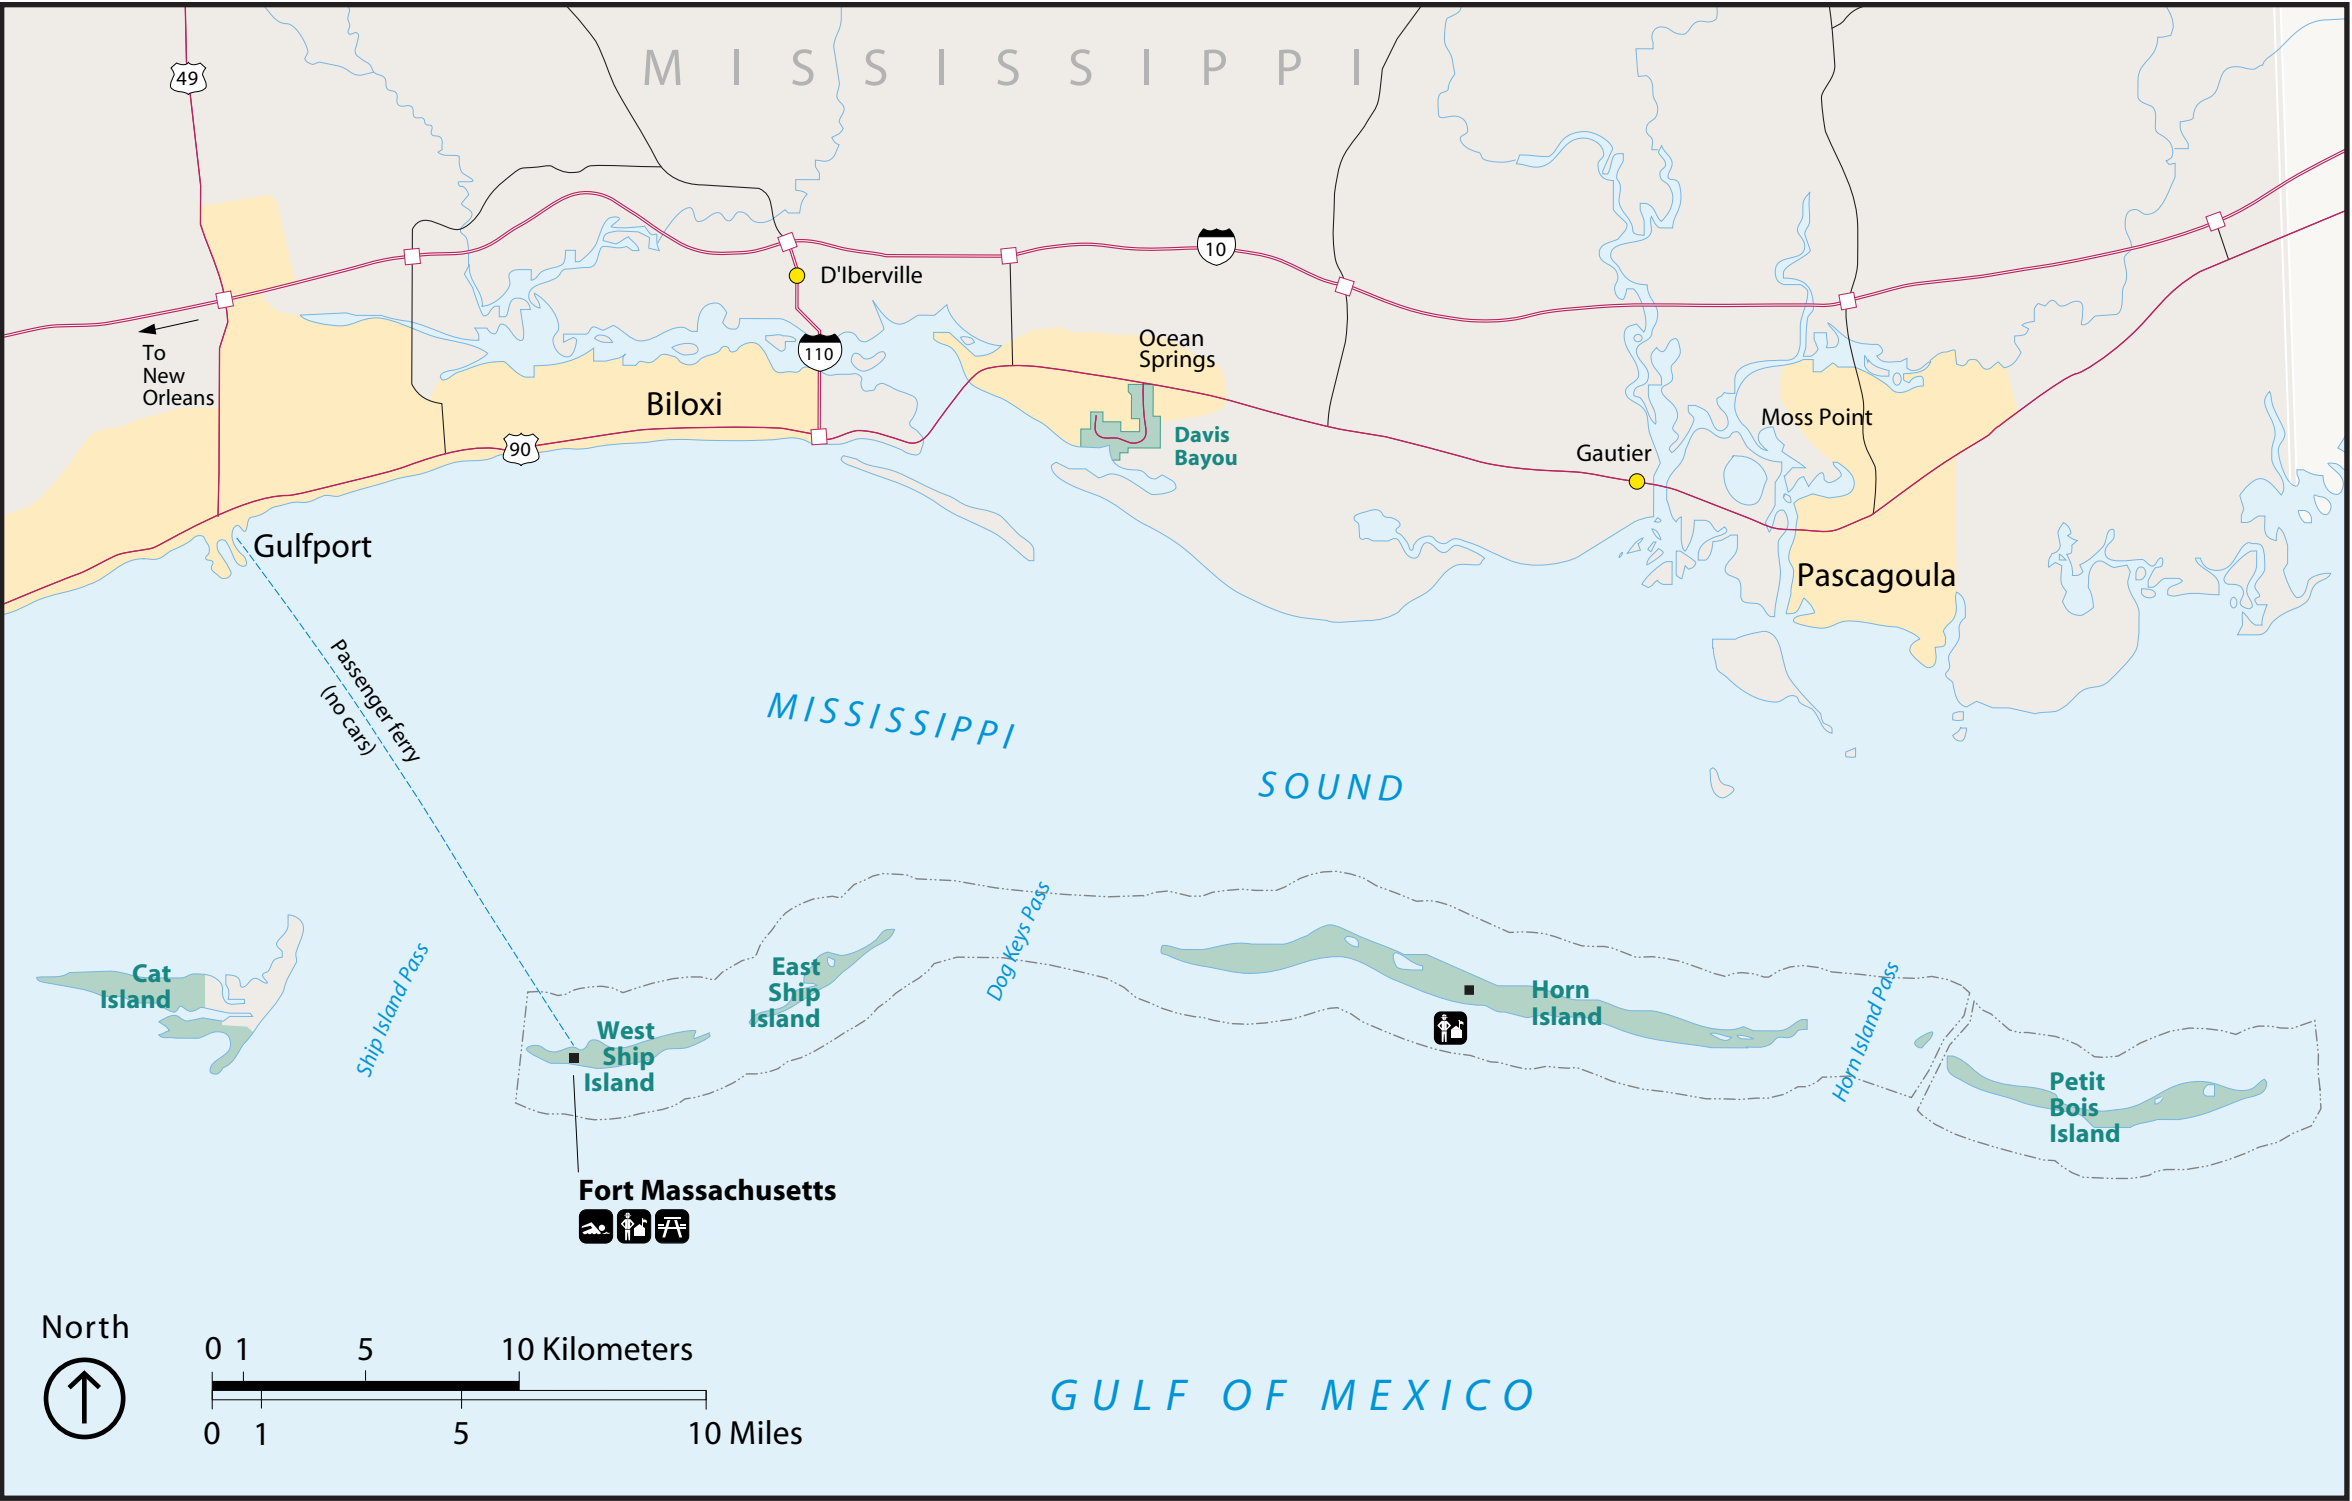 MISSISSIPPI
49
10
D'Iberville
To
New
Orleans
110
Ocean
Springs
Biloxi
90
Davis
Bayou
Moss Point
Gautier
Gulfport
Pascagoula
Passenger ferry
(no cars)
MISSISSIPPI
SOUND
Cat
Island
Ship Island Pass
East
Ship
Island
West
Ship
Island
Dog Keys Pass
Horn
Island
Horn Island Pass
Petit
Bois
Island
Fort Massachusetts
North
0 1 5 10 Kilometers
0 1 5 10 Miles
GULF OF MEXICO